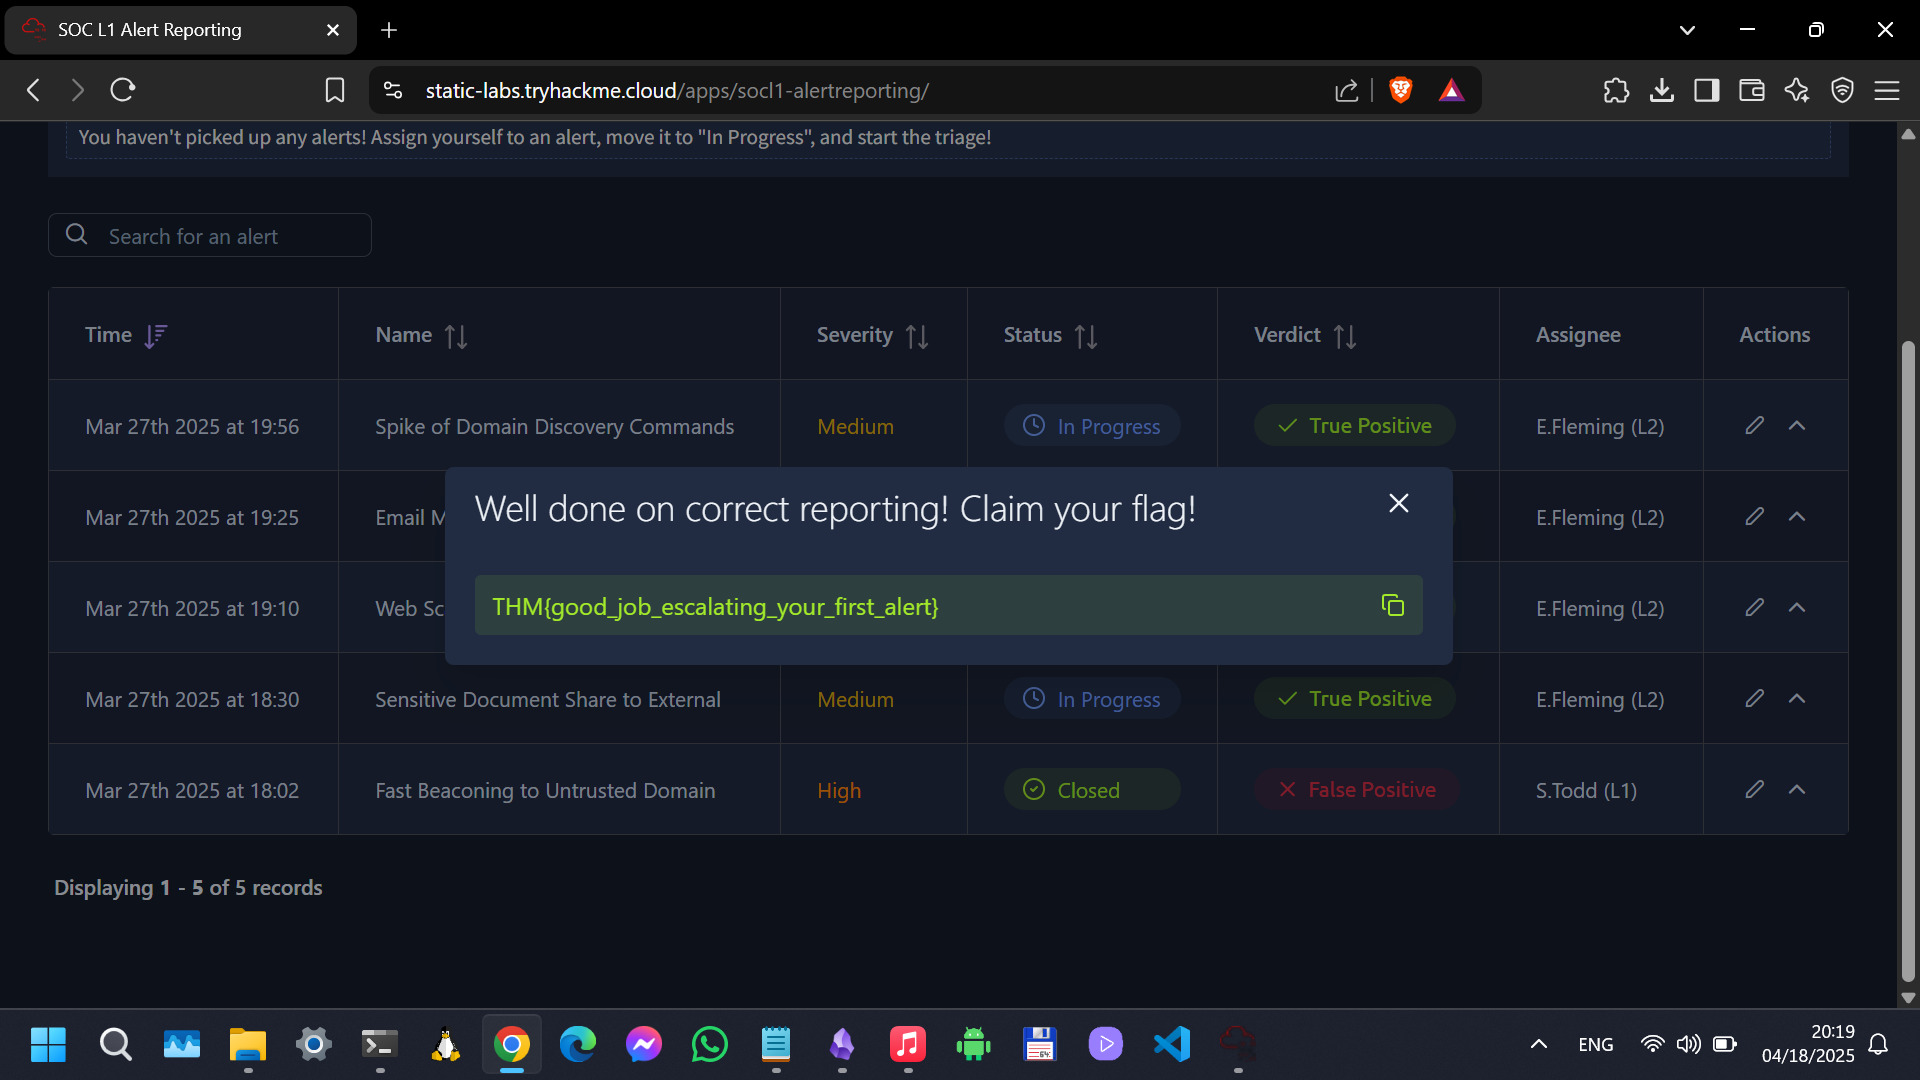 SOC L1 Alert Reporting
static-labs.tryhackme.cloud/apps/socl1-alertreporting/
You haven't picked up any alerts! Assign yourself to an alert, move it to "In Progress", and start the triage!
Search for an alert
Time Name Severity Status Verdict Assignee Actions
Mar 27th 2025 at 19:56 Spike of Domain Discovery Commands Medium In Progress True Positive E.Fleming (L2)
Well done on correct reporting! Claim your flag!
Mar 27th 2025 at 19:25 Email M E.Fleming (L2)
THM{good_job_escalating_your_first_alert}
Mar 27th 2025 at 19:10 Web Sc E.Fleming (L2)
Mar 27th 2025 at 18:30 Sensitive Document Share to External Medium In Progress True Positive E.Fleming (L2)
Mar 27th 2025 at 18:02 Fast Beaconing to Untrusted Domain High Closed False Positive S.Todd (L1)
Displaying 1 - 5 of 5 records
64
ENG
20:19
04/18/2025